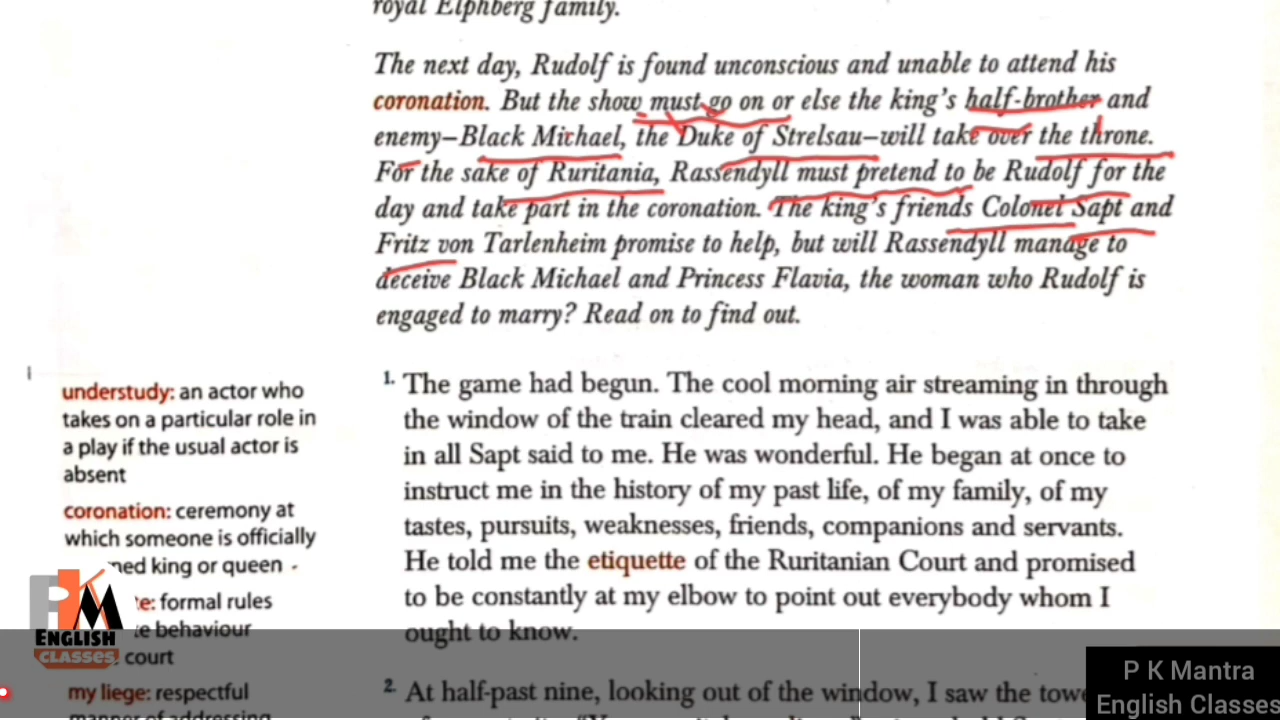 royal Elphberg family.
The next day, Rudolf is found unconscious and unable to attend his
coronation. But the show must go on or else the king's half-brother and
enemy–Black Michael, the Duke of Strelsau–will take over the throne.
For the sake of Ruritania, Rassendyll must pretend to be Rudolf for the
day and take part in the coronation. The king's friends Colonel Sapt and
Fritz von Tarlenheim promise to help, but will Rassendyll manage to
deceive Black Michael and Princess Flavia, the woman who Rudolf is
engaged to marry? Read on to find out.
understudy: an actor who
takes on a particular role in
a play if the usual actor is
absent
coronation: ceremony at
which someone is officially
ned king or queen
te: formal rules
te behaviour
court
my liege: respectful
manner of addressing
1. The game had begun. The cool morning air streaming in through
the window of the train cleared my head, and I was able to take
in all Sapt said to me. He was wonderful. He began at once to
instruct me in the history of my past life, of my family, of my
tastes, pursuits, weaknesses, friends, companions and servants.
He told me the etiquette of the Ruritanian Court and promised
to be constantly at my elbow to point out everybody whom I
ought to know.
2 At half-past nine, looking out of the window, I saw the towe
PKM
ENGLISH
CLASSES
P K Mantra
English Classes